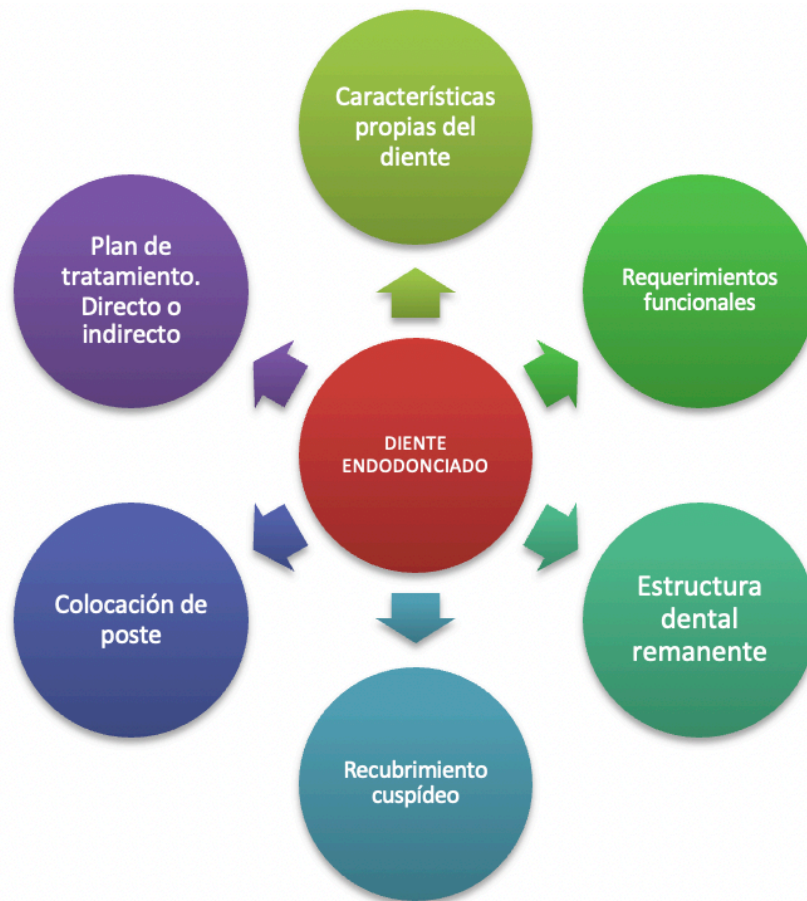 Características
propias del
diente
Requerimientos
funcionales
Estructura
dental
remanente
Recubrimiento
cuspídeo
Colocación de
poste
Plan de
tratamiento.
Directo o
indirecto
DIENTE
ENDODONCIADO